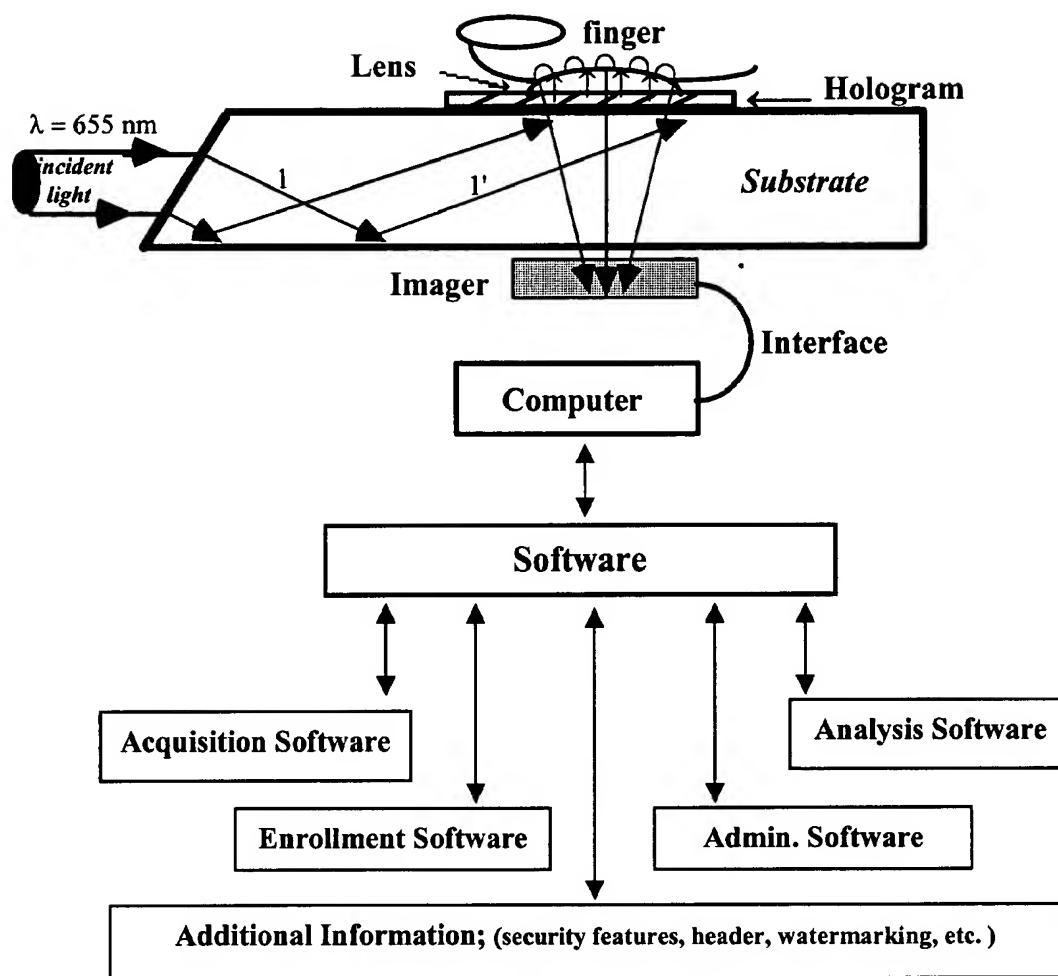 finger
Lens
Hologram
λ = 655 nm
incident
light
1
1'
Substrate
Imager
Interface
Computer
Software
Acquisition Software
Analysis Software
Enrollment Software
Admin. Software
Additional Information; (security features, header, watermarking, etc. )